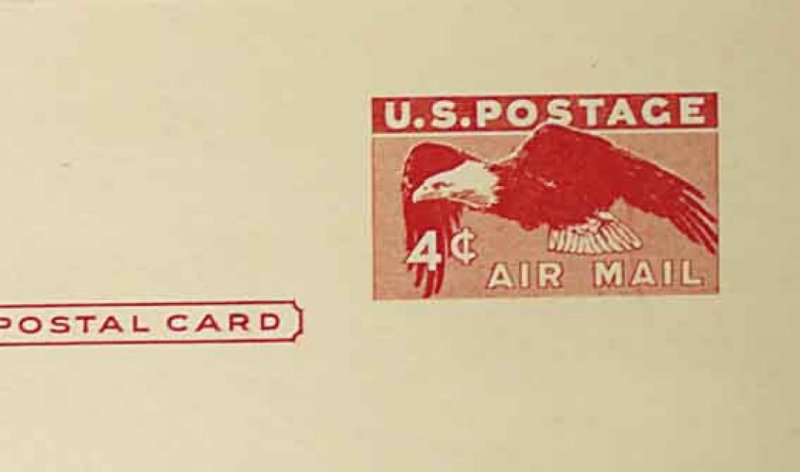 U.S.POSTAGE
4¢
AIR MAIL
POSTAL CARD